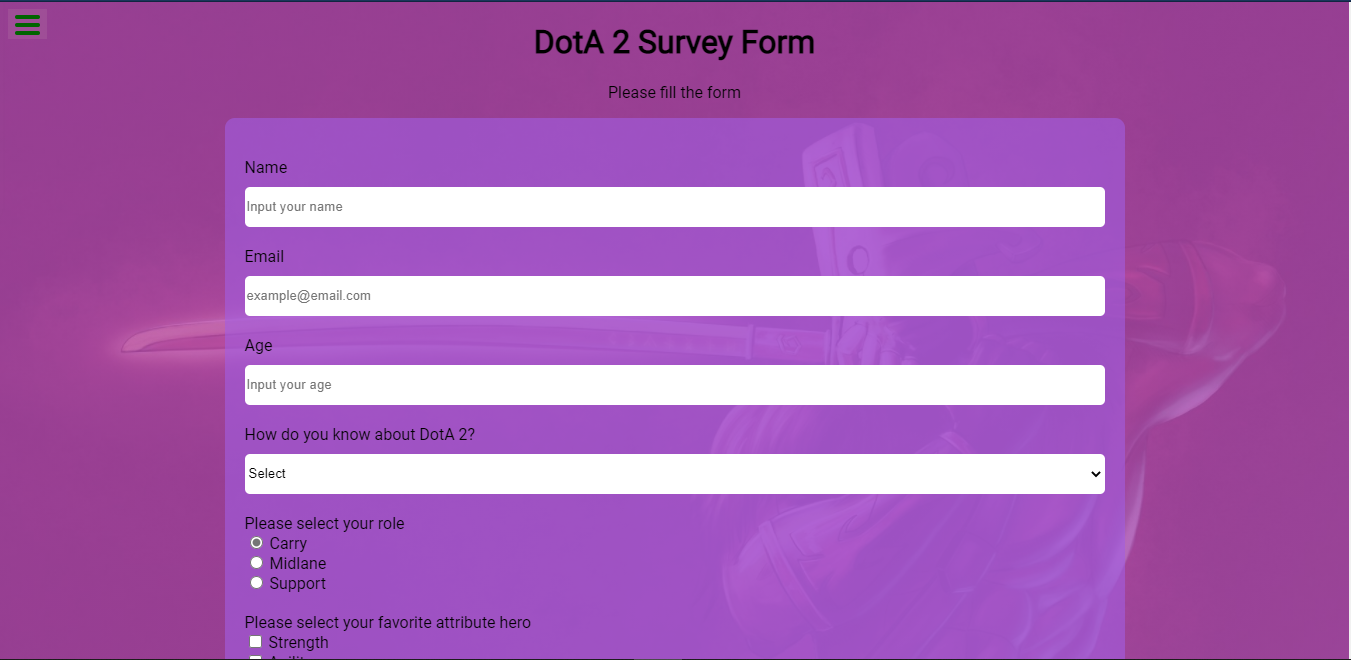 DotA 2 Survey Form
Please fill the form
Name
Input your name
Email
example@email.com
Age
Input your age
How do you know about DotA 2?
Select
Please select your role
Carry
Midlane
Support
Please select your favorite attribute hero
Strength